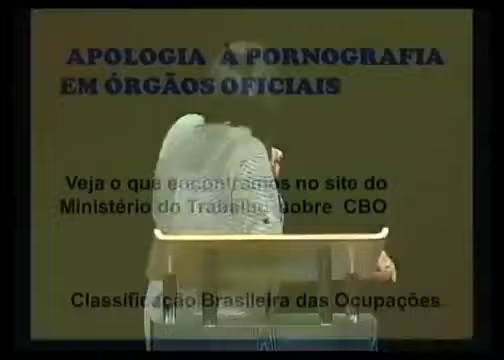 APOLOGIA À PORNOGRAFIA
EM ÓRGÃOS OFICIAIS
Veja o que encontramos no site do
Ministério do Trabalho sobre CBO
Classificação Brasileira das Ocupações